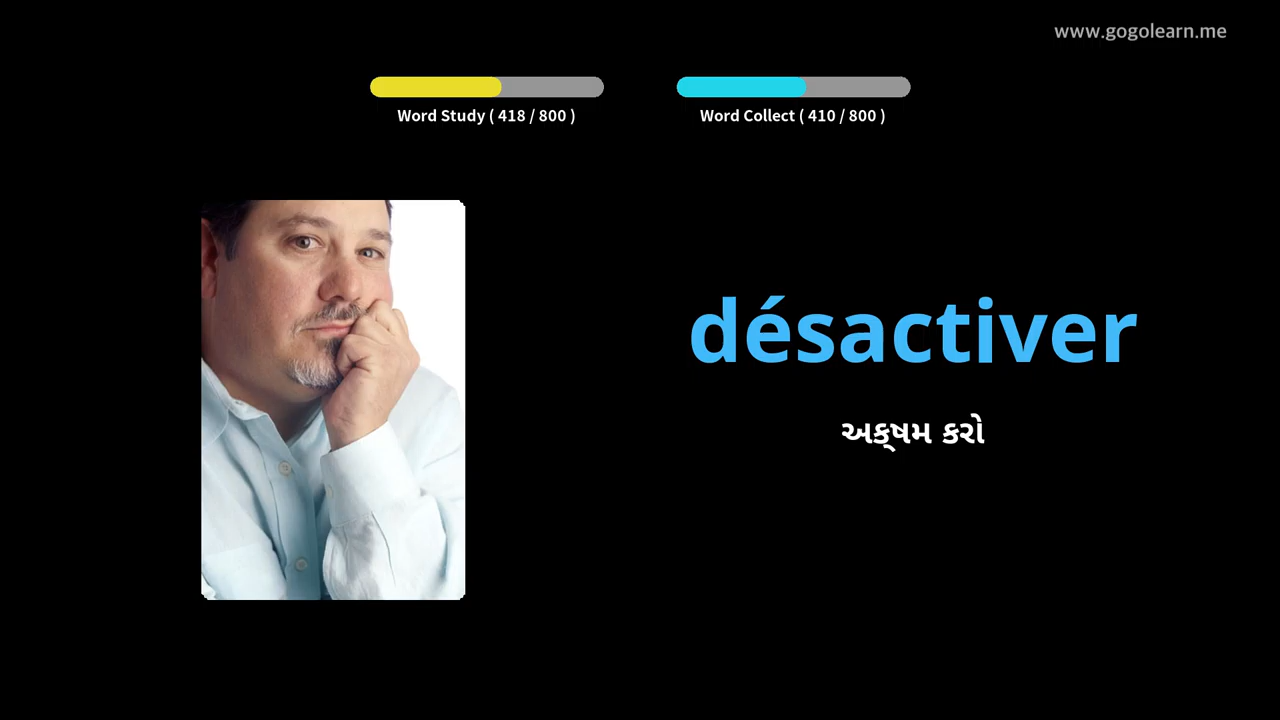 www.gogolearn.me
Word Study ( 418 / 800 )
Word Collect ( 410 / 800 )
désactiver
અક્ષમ કરો